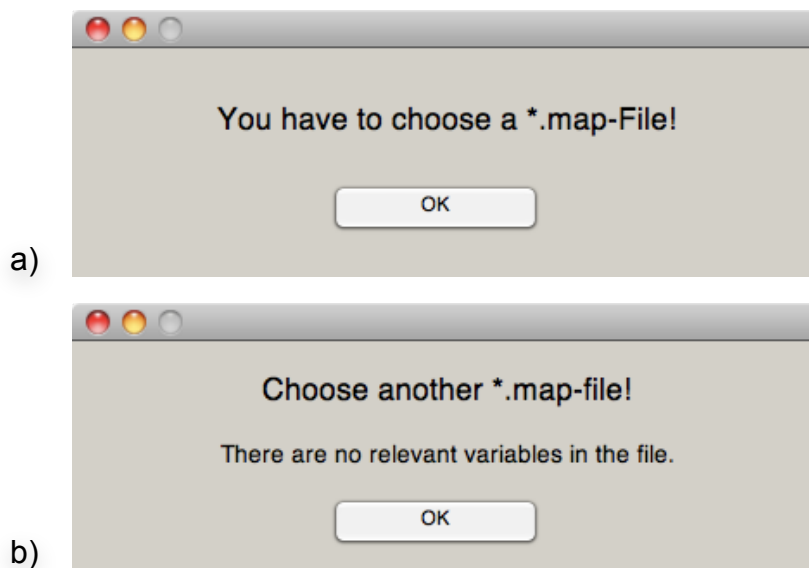 You have to choose a *.map-File!
OK
a)
Choose another *.map-file!
There are no relevant variables in the file.
OK
b)